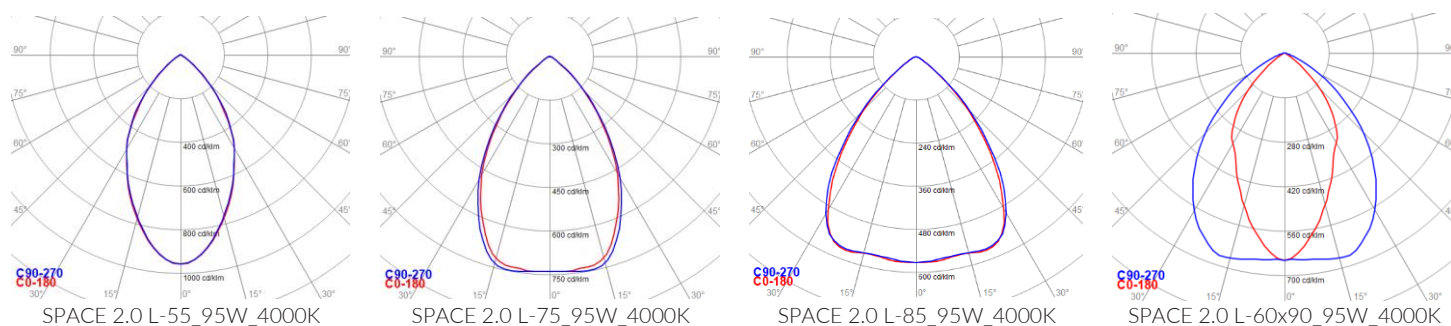 90° 90°
75° 75°
60° 60°
45° 45°
30° 15° 0° 15° 30°
400 cd/klm
600 cd/klm
800 cd/klm
1000 cd/klm
C90-270
C0-180
SPACE 2.0 L-55_95W_4000K
90° 90°
75° 75°
60° 60°
45° 45°
30° 15° 0° 15° 30°
300 cd/klm
450 cd/klm
600 cd/klm
750 cd/klm
C90-270
C0-180
SPACE 2.0 L-75_95W_4000K
90° 90°
75° 75°
60° 60°
45° 45°
30° 15° 0° 15° 30°
240 cd/klm
360 cd/klm
480 cd/klm
600 cd/klm
C90-270
C0-180
SPACE 2.0 L-85_95W_4000K
90° 90°
75° 75°
60° 60°
45° 45°
30° 15° 0° 15° 30°
280 cd/klm
420 cd/klm
560 cd/klm
700 cd/klm
C90-270
C0-180
SPACE 2.0 L-60x90_95W_4000K